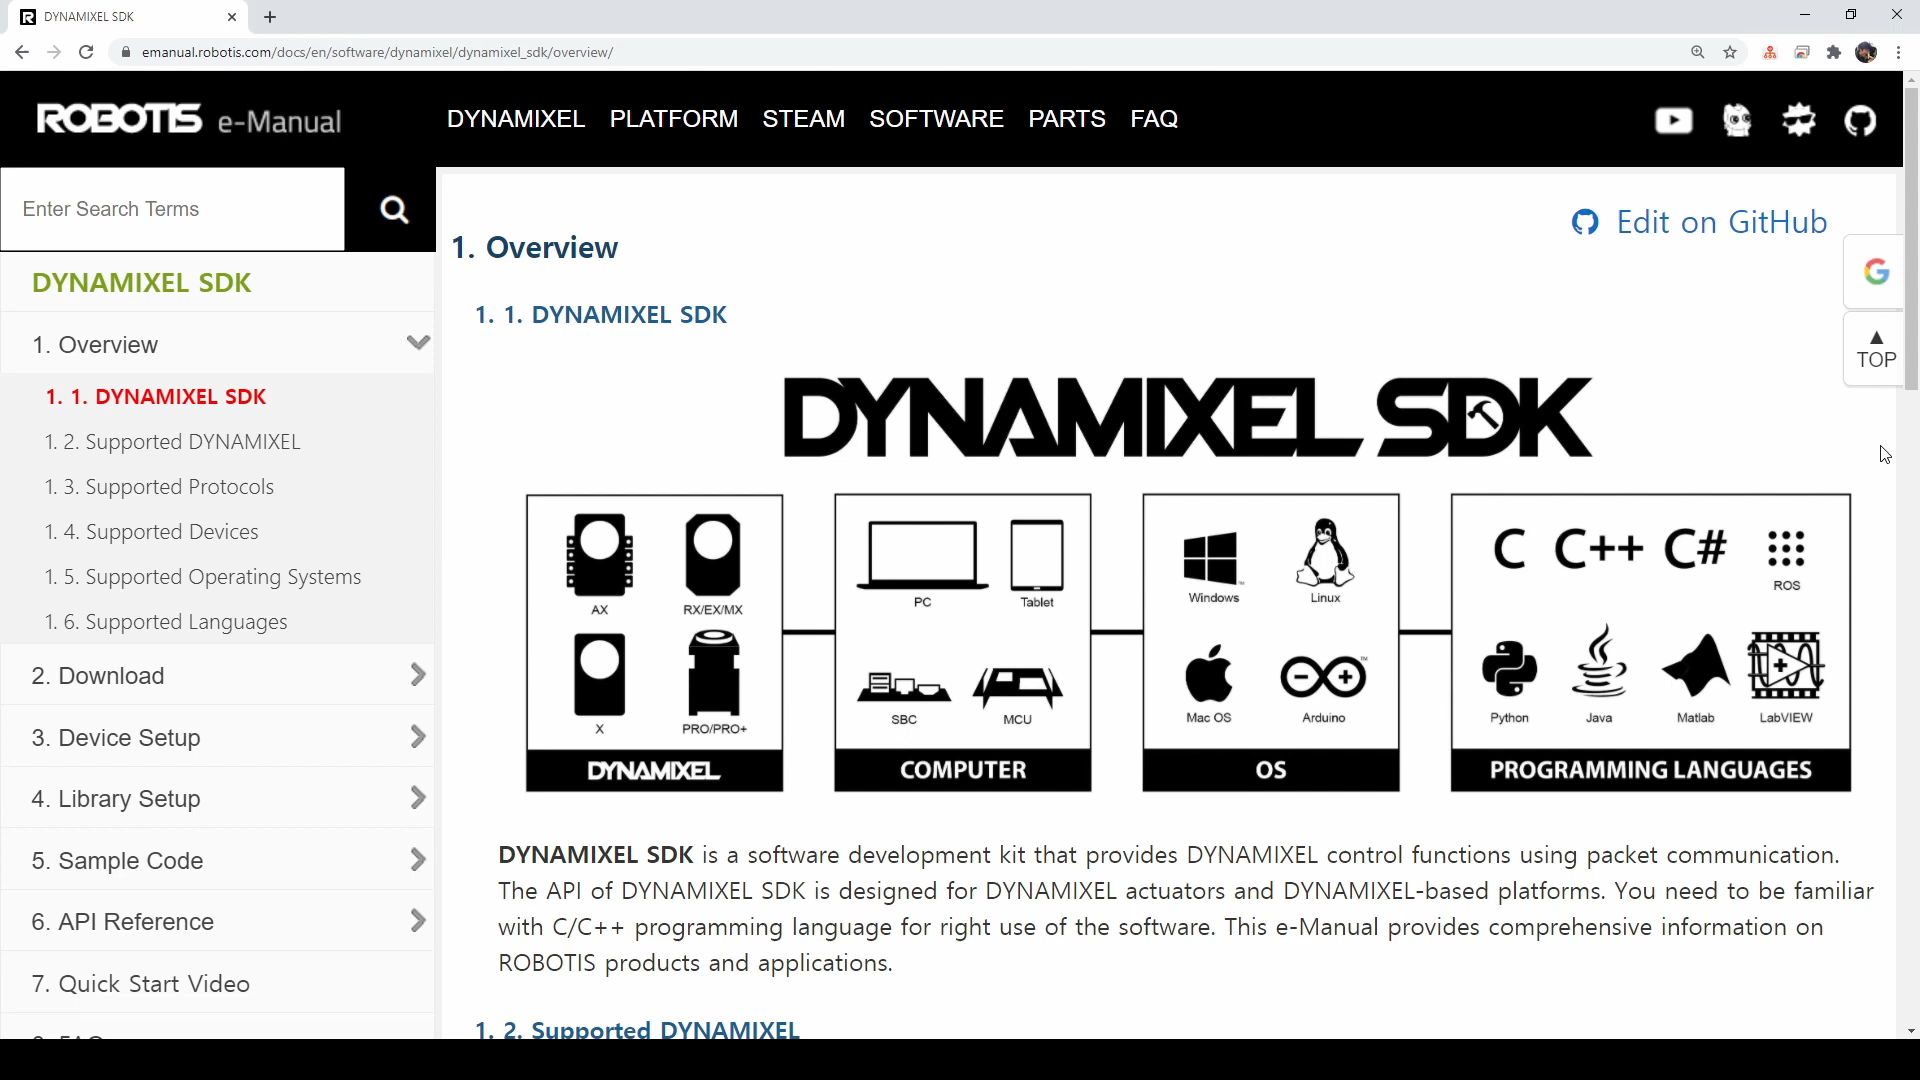 DYNAMIXEL SDK
emanual.robotis.com/docs/en/software/dynamixel/dynamixel_sdk/overview/
ROBOTIS e-Manual
DYNAMIXEL PLATFORM STEAM SOFTWARE PARTS FAQ
Enter Search Terms
DYNAMIXEL SDK
1. Overview
1. 1. DYNAMIXEL SDK
1. 2. Supported DYNAMIXEL
1. 3. Supported Protocols
1. 4. Supported Devices
1. 5. Supported Operating Systems
1. 6. Supported Languages
2. Download
3. Device Setup
4. Library Setup
5. Sample Code
6. API Reference
7. Quick Start Video
Edit on GitHub
TOP
1. Overview
1. 1. DYNAMIXEL SDK
DYNAMIXEL SDK
AX RX/EX/MX
X PRO/PRO+
DYNAMIXEL
PC Tablet
SBC MCU
COMPUTER
Windows Linux
Mac OS Arduino
OS
C C++ C# ROS
Python Java Matlab LabVIEW
PROGRAMMING LANGUAGES
DYNAMIXEL SDK is a software development kit that provides DYNAMIXEL control functions using packet communication.
The API of DYNAMIXEL SDK is designed for DYNAMIXEL actuators and DYNAMIXEL-based platforms. You need to be familiar
with C/C++ programming language for right use of the software. This e-Manual provides comprehensive information on
ROBOTIS products and applications.
1. 2. Supported DYNAMIXEL